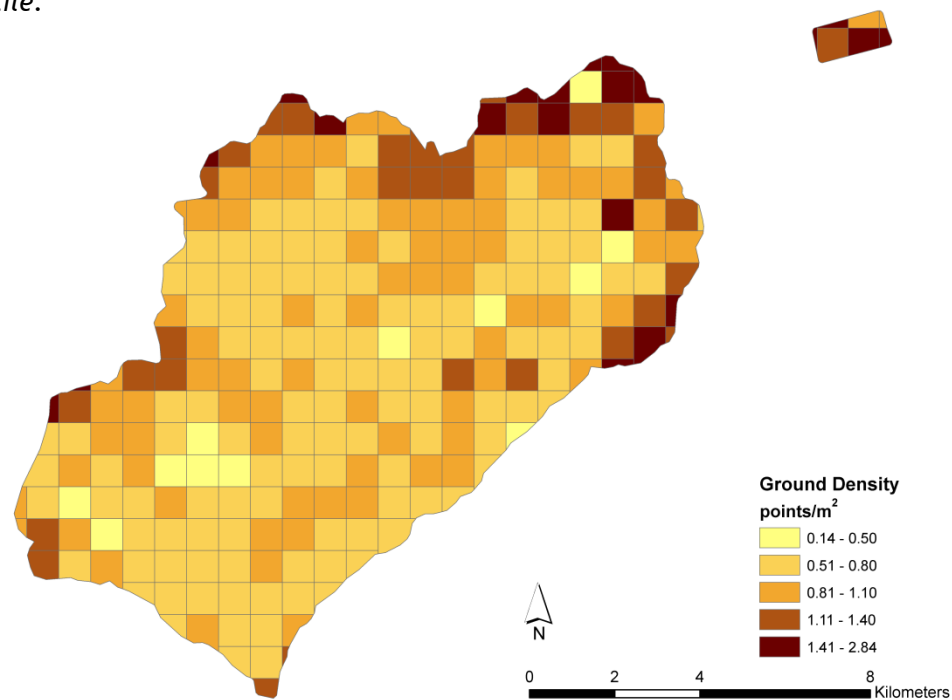 Ground Density
points/m²
0.14 - 0.50
0.51 - 0.80
0.81 - 1.10
1.11 - 1.40
1.41 - 2.84
N
0 2 4 8
Kilometers